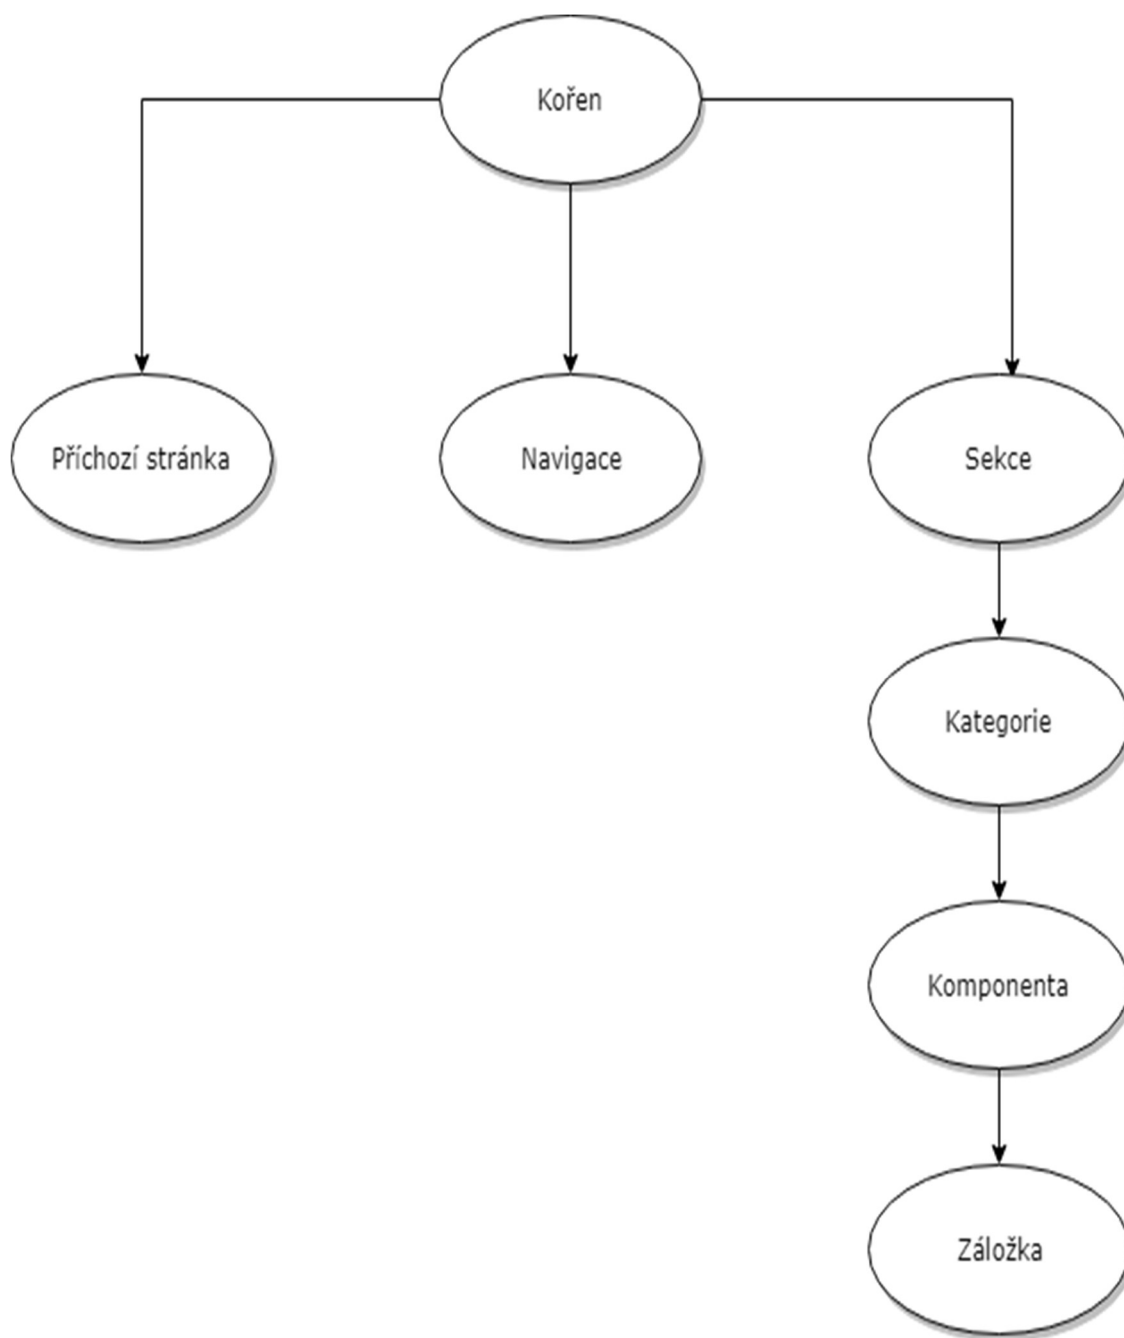 Kořen
Příchozí stránka
Navigace
Sekce
Kategorie
Komponenta
Záložka